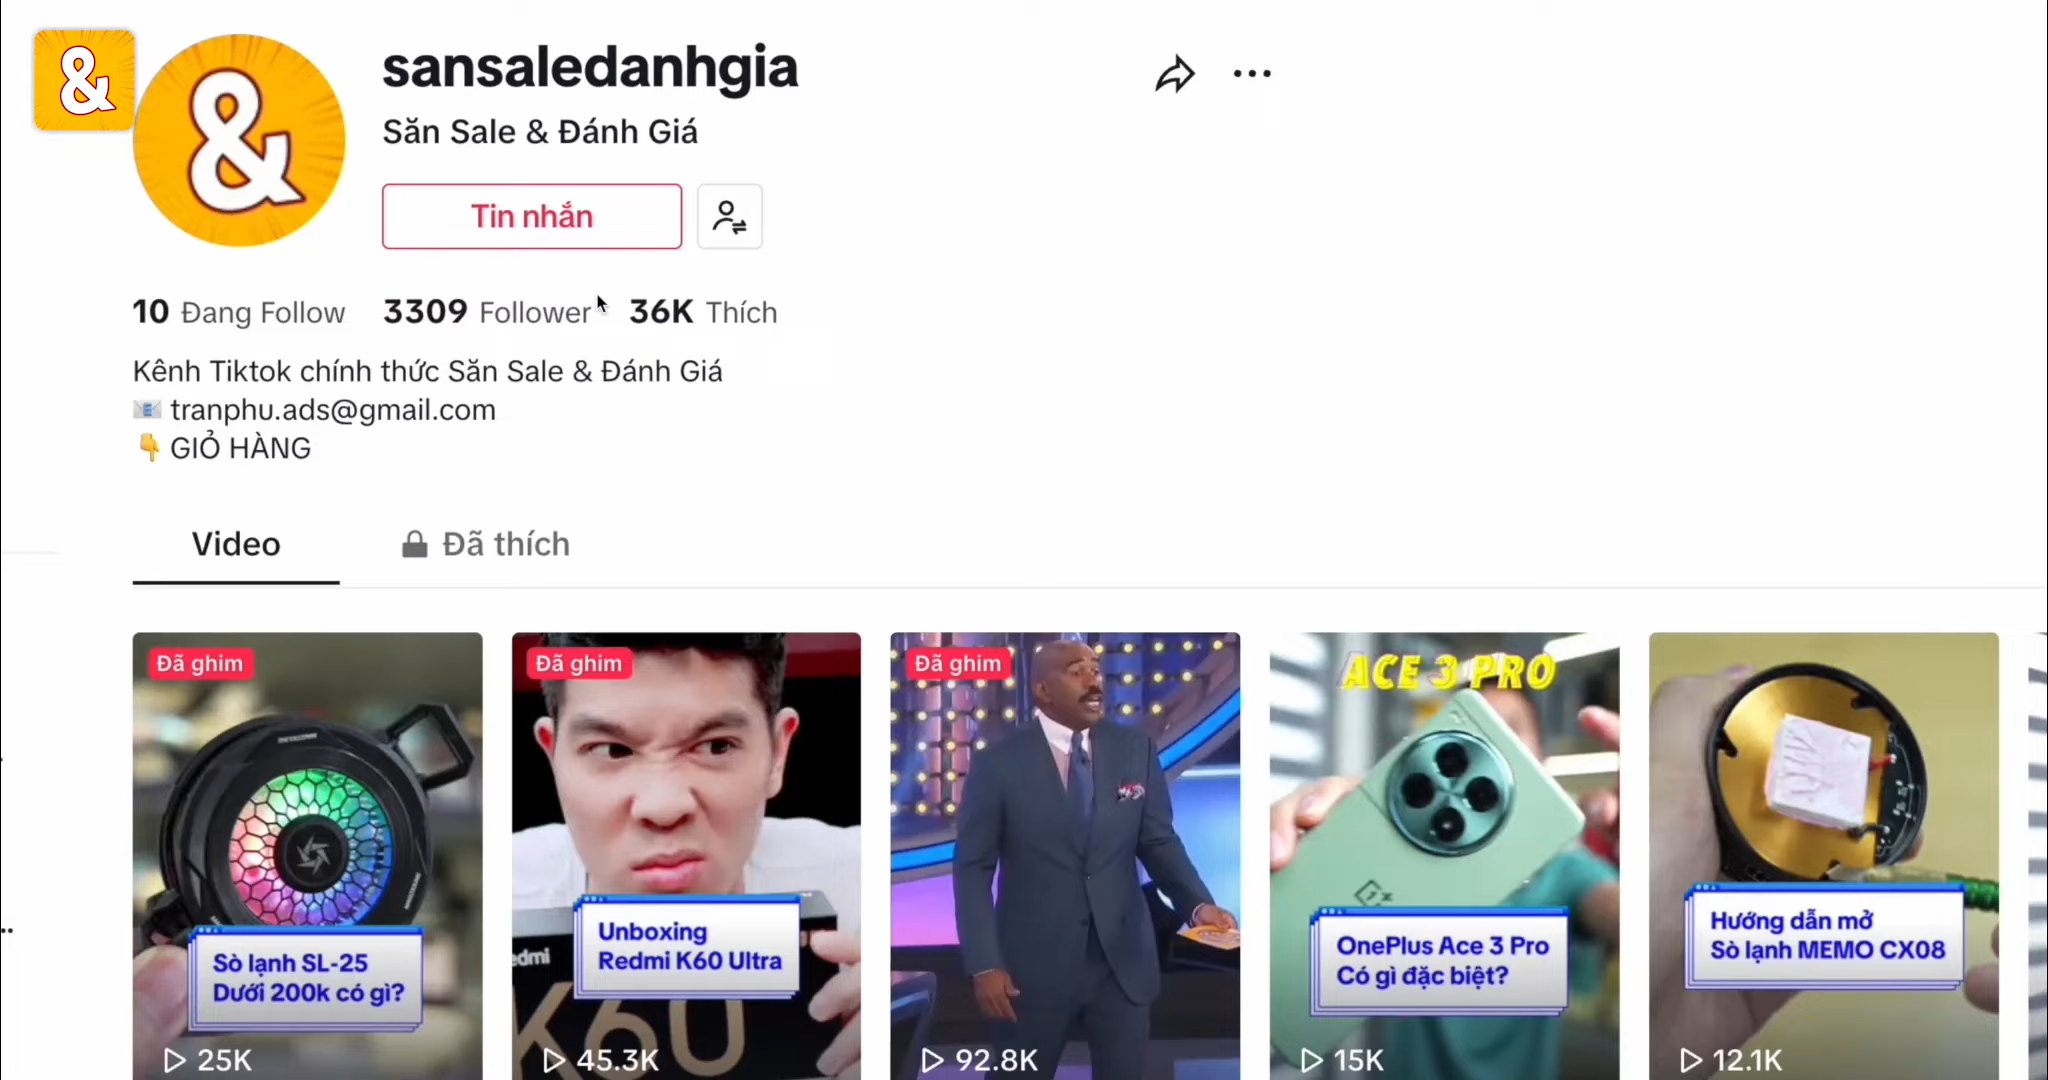 &
&
sansaledanhgia
Săn Sale & Đánh Giá
Tin nhắn
10 Đang Follow 3309 Follower 36K Thích
Kênh Tiktok chính thức Săn Sale & Đánh Giá
tranphu.ads@gmail.com
GIỎ HÀNG
Video Đã thích
Đã ghim
Sò lạnh SL-25
Dưới 200k có gì?
25K
Đã ghim
Unboxing
Redmi K60 Ultra
edmi
K60
45.3K
Đã ghim
92.8K
ACE 3 PRO
OnePlus Ace 3 Pro
Có gì đặc biệt?
15K
Hướng dẫn mở
Sò lạnh MEMO CX08
12.1K